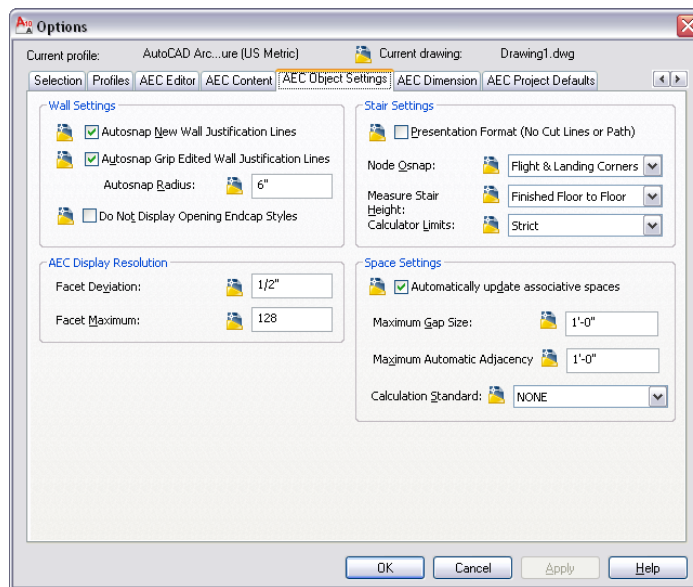 Options
Current profile: AutoCAD Arc...ure (US Metric) Current drawing: Drawing1.dwg
Selection Profiles AEC Editor AEC Content AEC Object Settings AEC Dimension AEC Project Defaults
Wall Settings
Autosnap New Wall Justification Lines
Autosnap Grip Edited Wall Justification Lines
Autosnap Radius: 6"
Do Not Display Opening Endcap Styles
AEC Display Resolution
Facet Deviation: 1/2"
Facet Maximum: 128
Stair Settings
Presentation Format (No Cut Lines or Path)
Node Osnap: Flight & Landing Corners
Measure Stair Height: Finished Floor to Floor
Calculator Limits: Strict
Space Settings
Automatically update associative spaces
Maximum Gap Size: 1'-0"
Maximum Automatic Adjacency 1'-0"
Calculation Standard: NONE
OK Cancel Apply Help